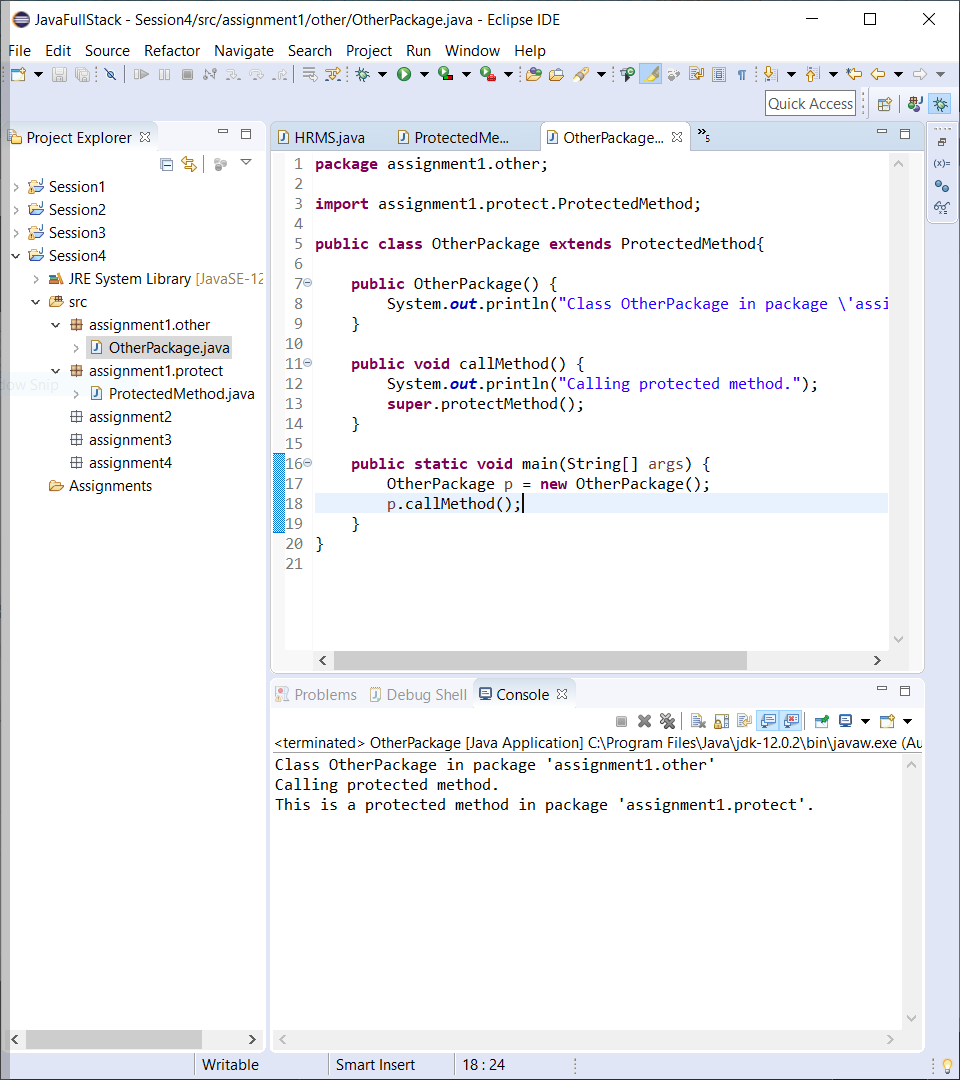 JavaFullStack - Session4/src/assignment1/other/OtherPackage.java - Eclipse IDE
File Edit Source Refactor Navigate Search Project Run Window Help
Quick Access
Project Explorer
Session1
Session2
Session3
Session4
JRE System Library [JavaSE-12
src
assignment1.other
OtherPackage.java
assignment1.protect
dow Snip
ProtectedMethod.java
assignment2
assignment3
assignment4
Assignments
HRMS.java ProtectedMe... OtherPackage... »5
1 package assignment1.other;
2
3 import assignment1.protect.ProtectedMethod;
4
5 public class OtherPackage extends ProtectedMethod{
6
7 public OtherPackage() {
8 System.out.println("Class OtherPackage in package \'assi
9 }
10
11 public void callMethod() {
12 System.out.println("Calling protected method.");
13 super.protectMethod();
14 }
15
16 public static void main(String[] args) {
17 OtherPackage p = new OtherPackage();
18 p.callMethod();
19 }
20 }
21
(x)=
Problems Debug Shell Console
<terminated> OtherPackage [Java Application] C:\Program Files\Java\jdk-12.0.2\bin\javaw.exe (Au
Class OtherPackage in package 'assignment1.other'
Calling protected method.
This is a protected method in package 'assignment1.protect'.
Writable Smart Insert 18 : 24